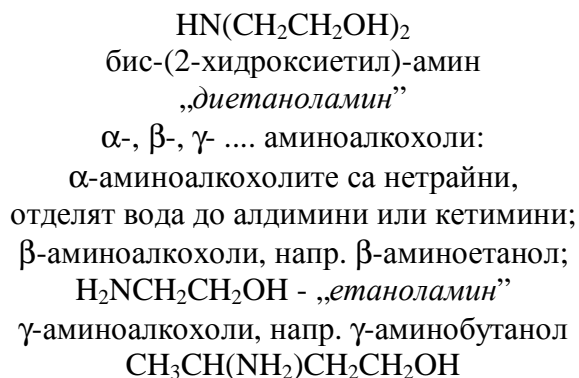 HN(CH₂CH₂OH)₂
бис-(2-хидроксиетил)-амин
„диетаноламин”
α-, β-, γ- .... аминоалкохоли:
α-аминоалкохолите са нетрайни,
отделят вода до алдимини или кетимини;
β-аминоалкохоли, напр. β-аминоетанол;
H₂NCH₂CH₂OH - „етаноламин”
γ-аминоалкохоли, напр. γ-аминобутанол
CH₃CH(NH₂)CH₂CH₂OH